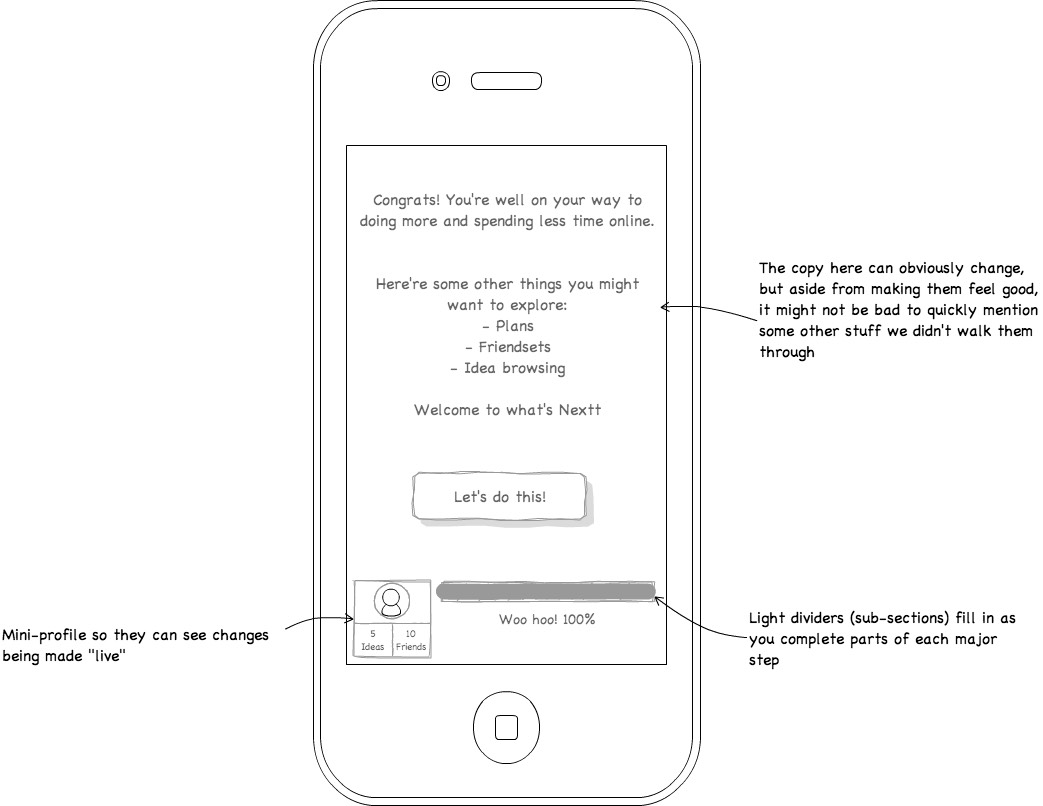 Congrats! You're well on your way to
doing more and spending less time online.
Here're some other things you might
want to explore:
- Plans
- Friendsets
- Idea browsing
Welcome to what's Nextt
Let's do this!
Woo hoo! 100%
5
Ideas
10
Friends
The copy here can obviously change,
but aside from making them feel good,
it might not be bad to quickly mention
some other stuff we didn't walk them
through
Mini-profile so they can see changes
being made "live"
Light dividers (sub-sections) fill in as
you complete parts of each major
step